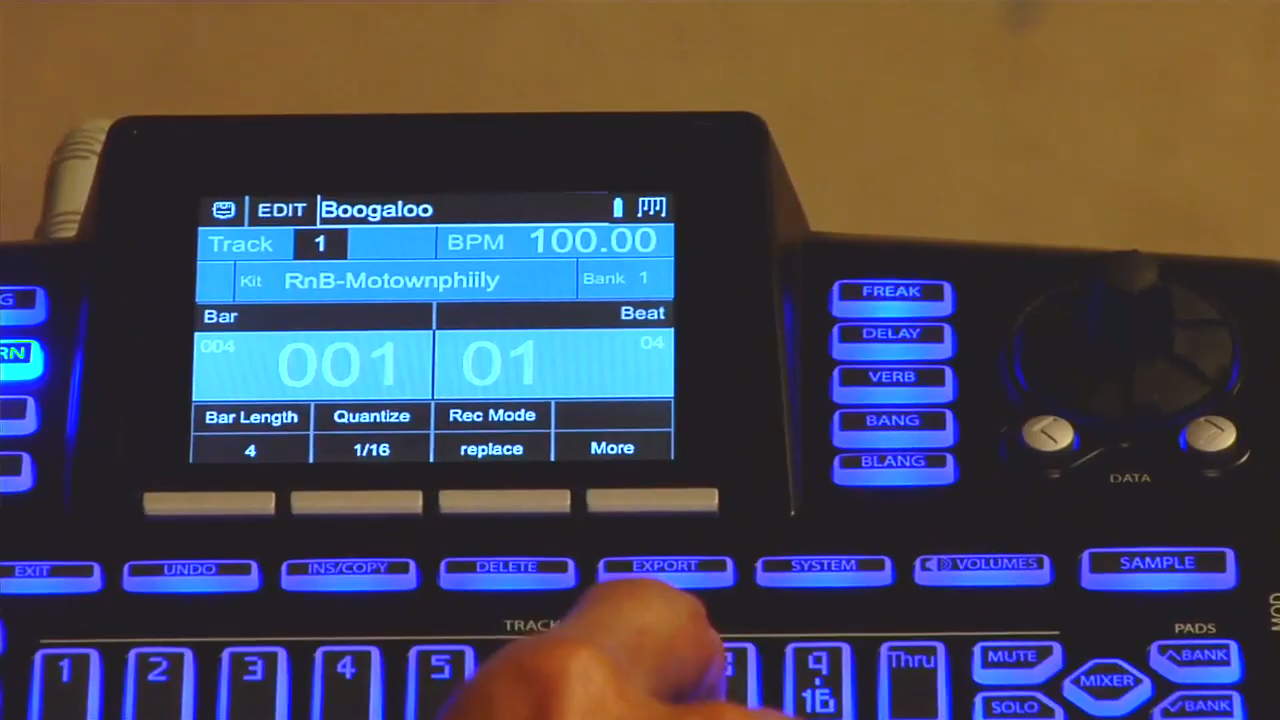 EDIT Boogaloo
Track 1 BPM 100.00
Kit RnB-Motownphiily Bank 1
Bar Beat
004 001 01 04
Bar Length Quantize Rec Mode
4 1/16 replace More
FREAK
DELAY
VERB
BANG
BLANG
DATA
EXIT UNDO INS/COPY DELETE EXPORT SYSTEM VOLUMES SAMPLE
TRACK
PADS
MOD
1 2 3 4 5 8 9 16 Thru
MUTE MIXER BANK
SOLO BANK